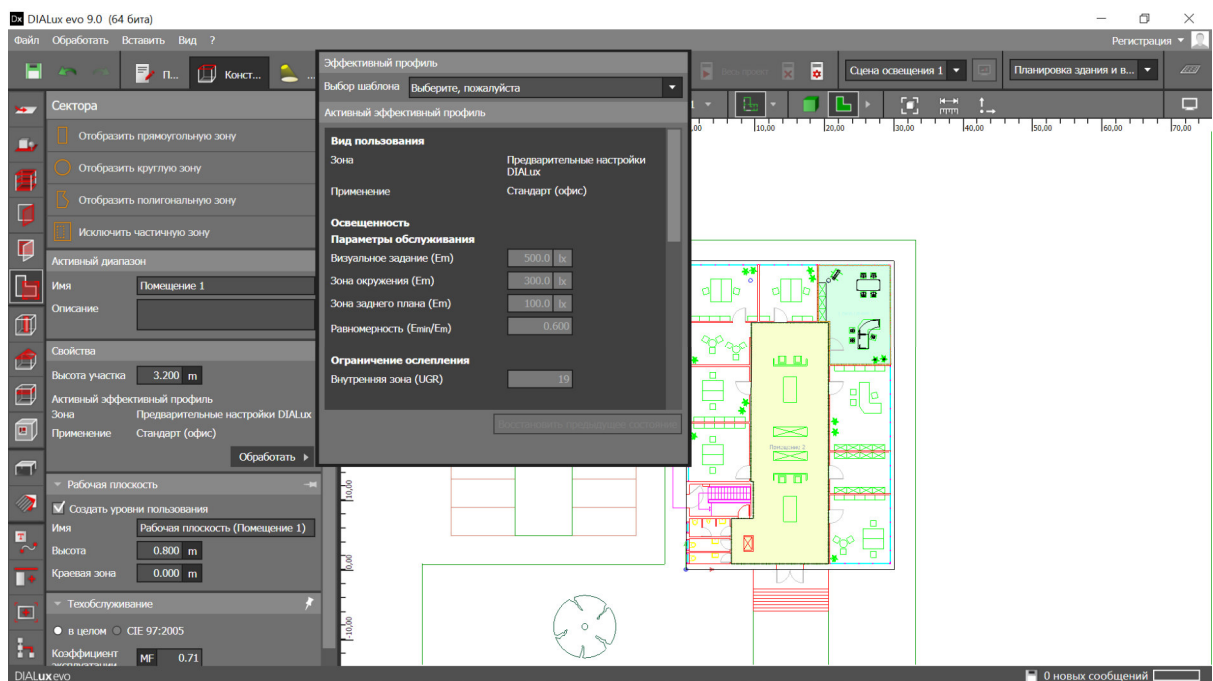 DIALux evo 9.0 (64 бита)
Файл Обработать Вставить Вид ?
Регистрация
П... Конст... ...
Сцена освещения 1
Планировка здания и в...
Эффективный профиль
Выбор шаблона Выберите, пожалуйста
Активный эффективный профиль
Вид пользования
Зона Предварительные настройки
DIALux
Применение Стандарт (офис)
Освещенность
Параметры обслуживания
Визуальное задание (Em) 500.0 lx
Зона окружения (Em) 300.0 lx
Зона заднего плана (Em) 100.0 lx
Равномерность (Emin/Em) 0.600
Ограничение ослепления
Внутренняя зона (UGR) 19
Восстановить предыдущее состояние
Сектора
Отобразить прямоугольную зону
Отобразить круглую зону
Отобразить полигональную зону
Исключить частичную зону
Активный диапазон
Имя Помещение 1
Описание
Свойства
Высота участка 3.200 m
Активный эффективный профиль
Зона Предварительные настройки DIALux
Применение Стандарт (офис)
Обработать
Рабочая плоскость
Создать уровни пользования
Имя Рабочая плоскость (Помещение 1)
Высота 0.800 m
Краевая зона 0.000 m
Техобслуживание
в целом CIE 97:2005
Коэффициент
эксплуатации MF 0.71
,00 10,00 20,00 30,00 40,00 50,00 60,00 70,00
Помещение 2
10,00
0,00
-10,00
DIALux evo
0 новых сообщений